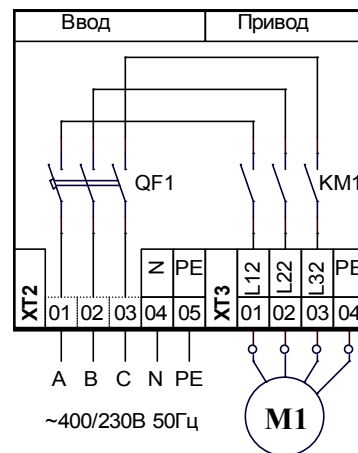 Ввод Привод
QF1 KM1
XT2 N PE XT3 L12 L22 L32 PE
01 02 03 04 05 01 02 03 04
A B C N PE
~400/230В 50Гц
M1